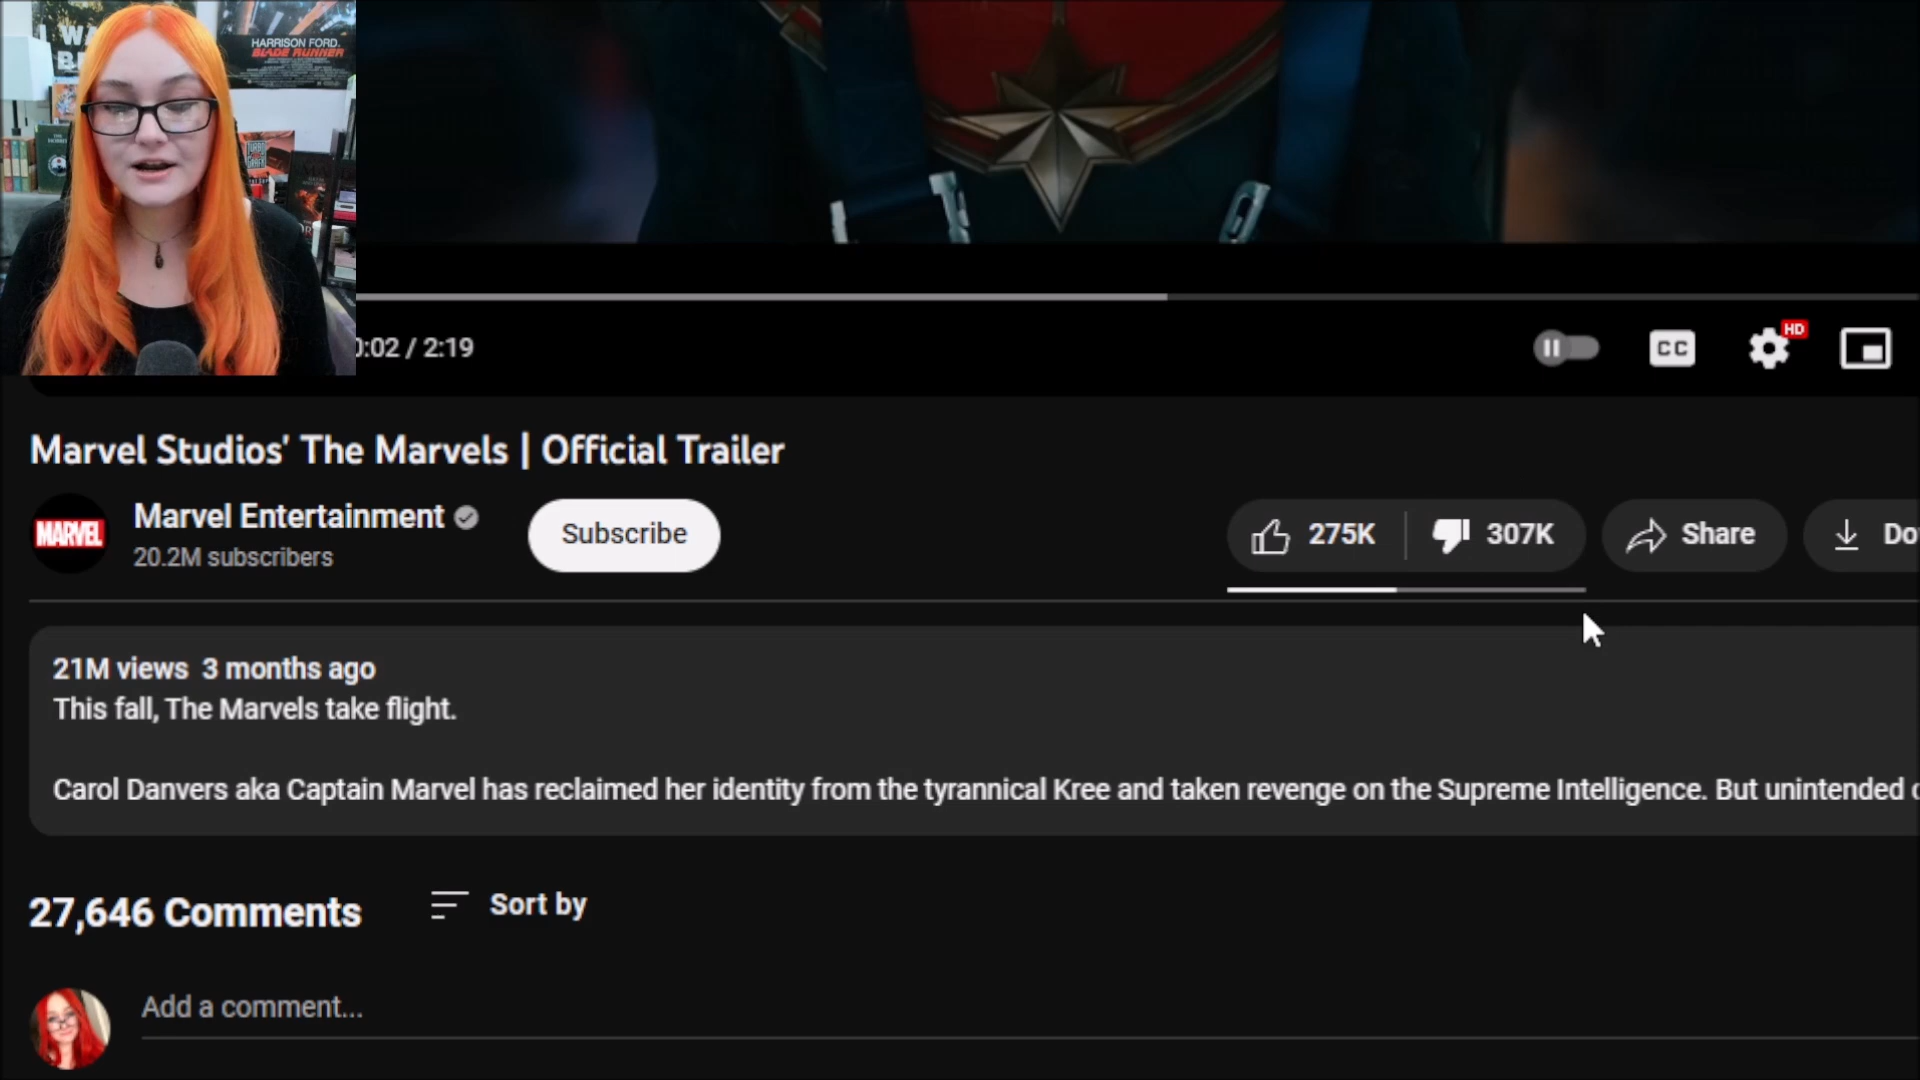 HARRISON FORD.
BLADE RUNNER
0:02 / 2:19
CC
HD
Marvel Studios' The Marvels | Official Trailer
MARVEL
Marvel Entertainment
20.2M subscribers
Subscribe
275K
307K
Share
Do
21M views 3 months ago
This fall, The Marvels take flight.
Carol Danvers aka Captain Marvel has reclaimed her identity from the tyrannical Kree and taken revenge on the Supreme Intelligence. But unintended
27,646 Comments
Sort by
Add a comment...